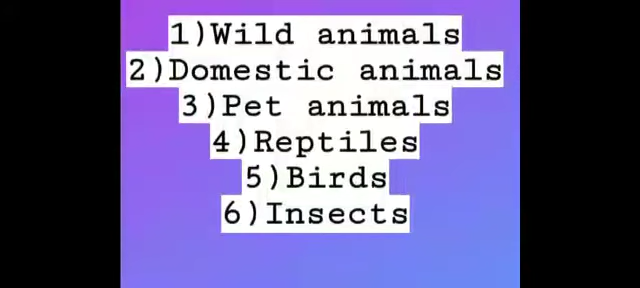 1)Wild animals
2)Domestic animals
3)Pet animals
4)Reptiles
5)Birds
6)Insects